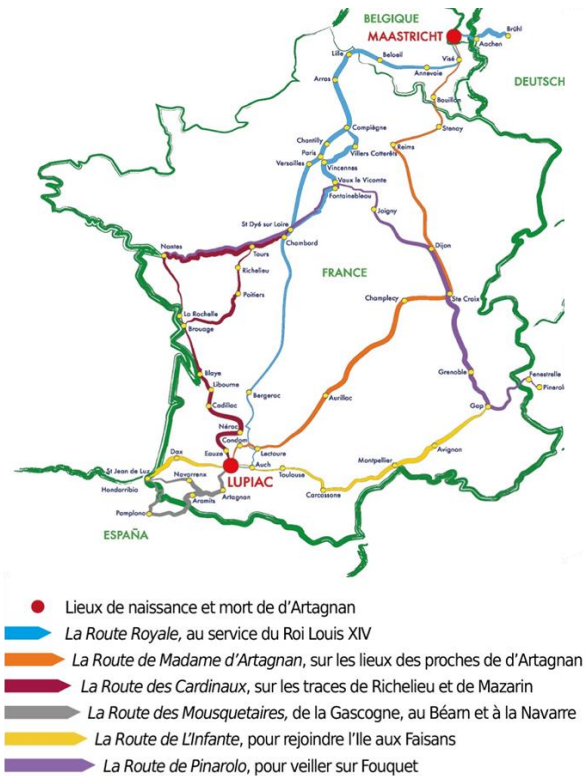 BELGIQUE
MAASTRICHT
Brühl
Aachen
Lille
Beloeil
Visé
Annevoie
DEUTSCH
Arras
Bouillon
Stenay
Compiègne
Chantilly
Reims
Paris
Villers Cotterêts
Versailles
Vincennes
Vaux le Vicomte
Fontainebleau
Joigny
St Dyé sur Loire
Nantes
Tours
Chambord
Dijon
Richelieu
FRANCE
Poitiers
Champlecy
Ste Croix
La Rochelle
Brouage
Blaye
Grenoble
Fenestrelle
Libourne
Bergerac
Pinarolo
Cadillac
Aurillac
Gap
Nérac
Condom
Avignon
Eauze
Lectoure
Dax
Montpellier
St Jean de Luz
Auch
Navarrenx
LUPIAC
Toulouse
Hondarribia
Aramits
Artagnan
Carcassone
Pamplona
ESPAÑA
Lieux de naissance et mort de d'Artagnan
La Route Royale, au service du Roi Louis XIV
La Route de Madame d'Artagnan, sur les lieux des proches de d'Artagnan
La Route des Cardinaux, sur les traces de Richelieu et de Mazarin
La Route des Mousquetaires, de la Gascogne, au Béarn et à la Navarre
La Route de L'Infante, pour rejoindre l'Ile aux Faisans
La Route de Pinarolo, pour veiller sur Fouquet